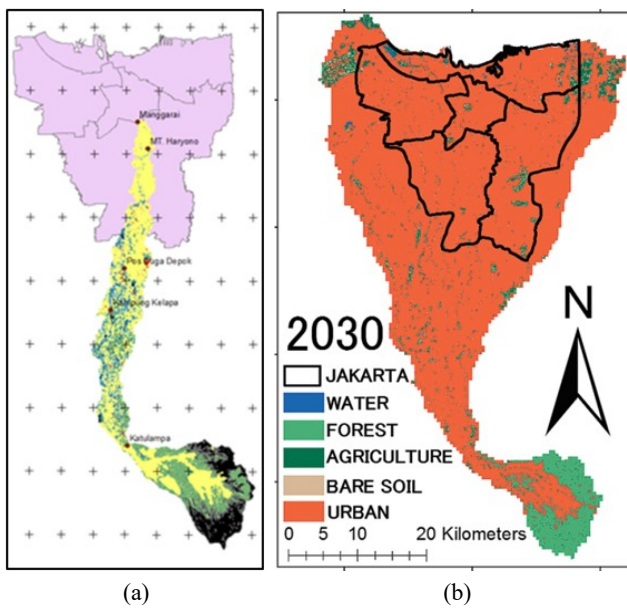 Manggarai
MT. Haryono
Pos Duga Depok
Kampung Kelapa
Katulampa
(a)
2030
JAKARTA
WATER
FOREST
AGRICULTURE
BARE SOIL
URBAN
N
0 5 10 20 Kilometers
(b)